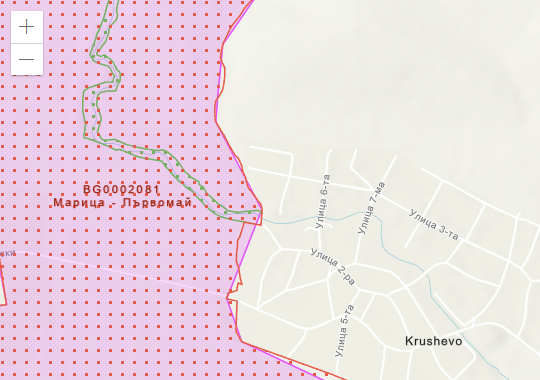 +
−
BG0002081
Марица - Първомай
Улица 6-та
Улица 7-ма
Улица 3-та
Улица 2-ра
Улица 5-та
Krushevo